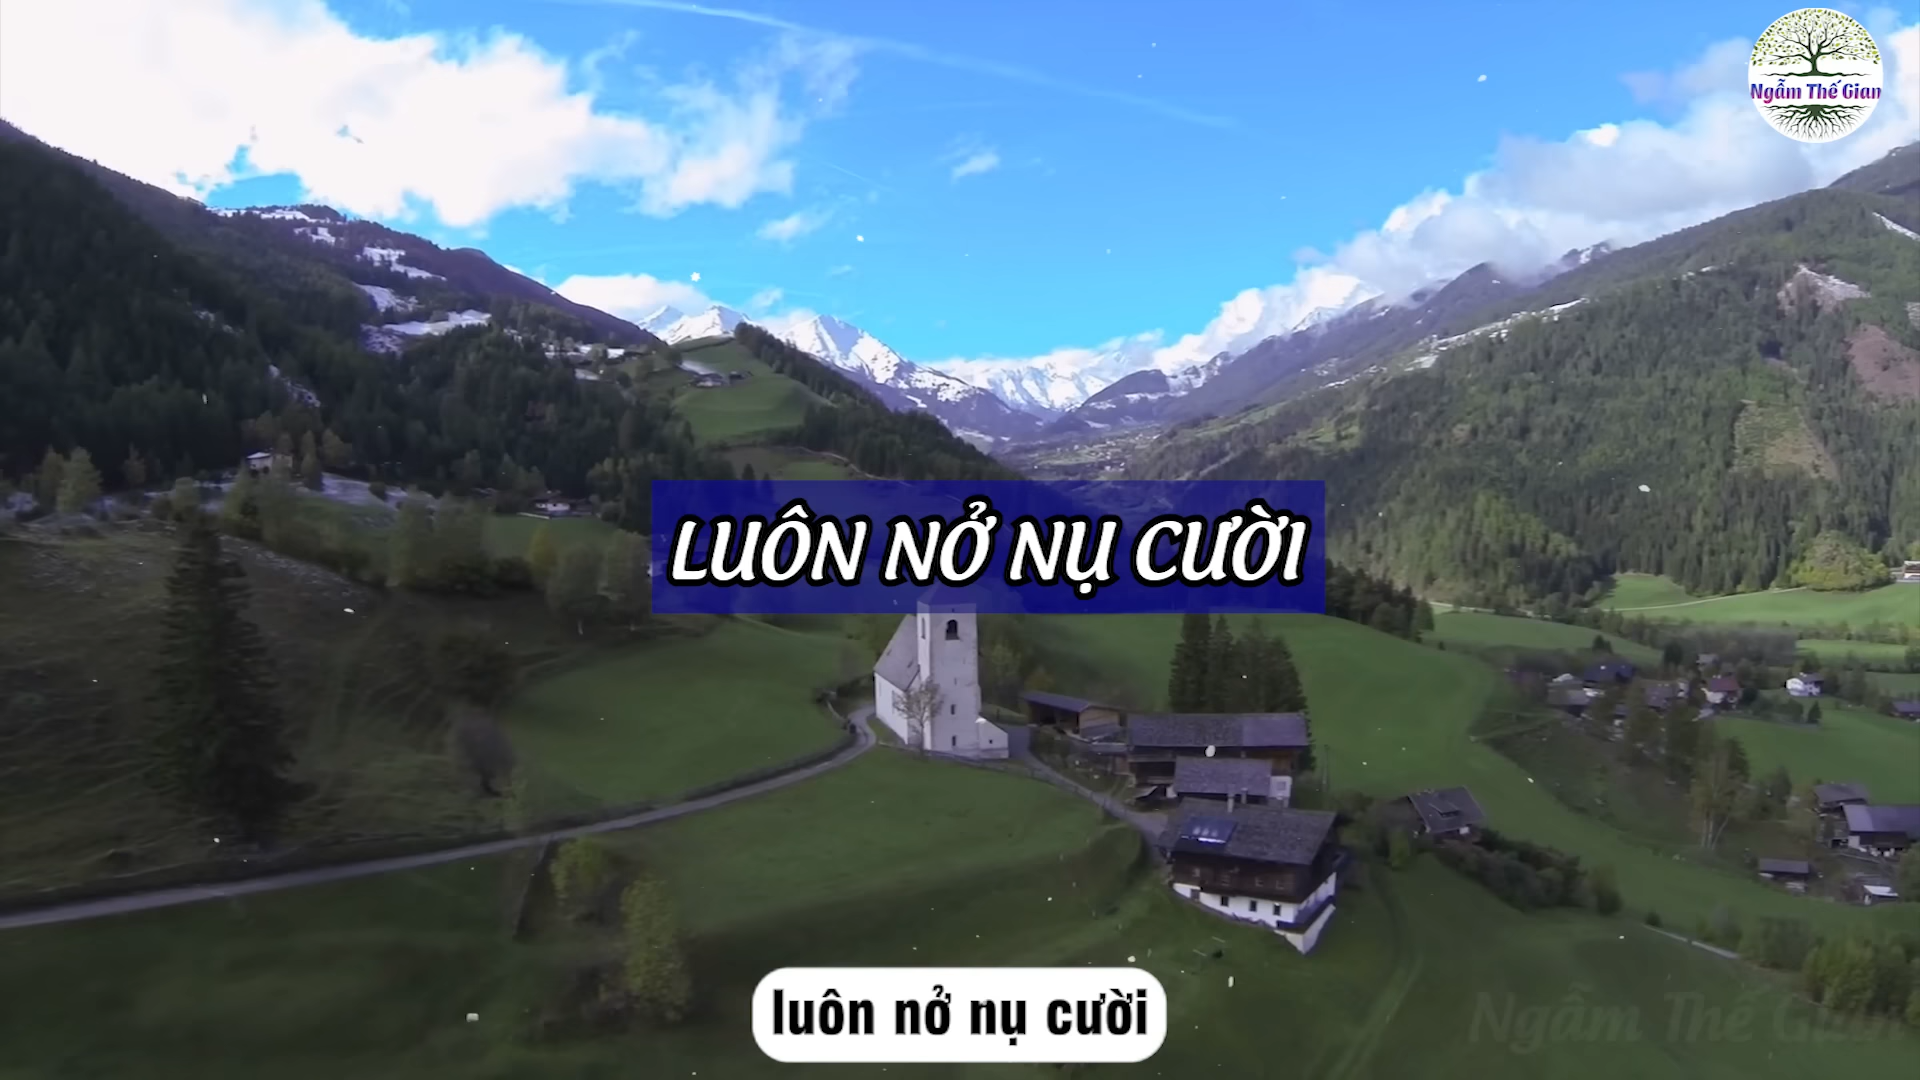 Ngẫm Thế Gian
LUÔN NỞ NỤ CƯỜI
luôn nở nụ cười
Ngẫm Thế Gian